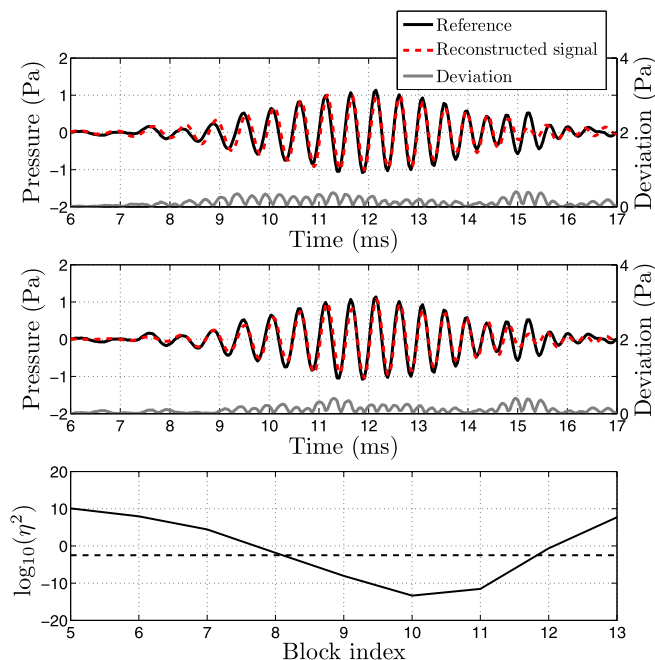 Reference
Reconstructed signal
Deviation
Pressure (Pa)
2
1
0
−1
−2
4
2
0
Deviation (Pa)
6 7 8 9 10 11 12 13 14 15 16 17
Time (ms)
Pressure (Pa)
2
1
0
−1
−2
4
2
0
Deviation (Pa)
6 7 8 9 10 11 12 13 14 15 16 17
Time (ms)
log₁₀(η²)
20
10
0
−10
−20
5 6 7 8 9 10 11 12 13
Block index